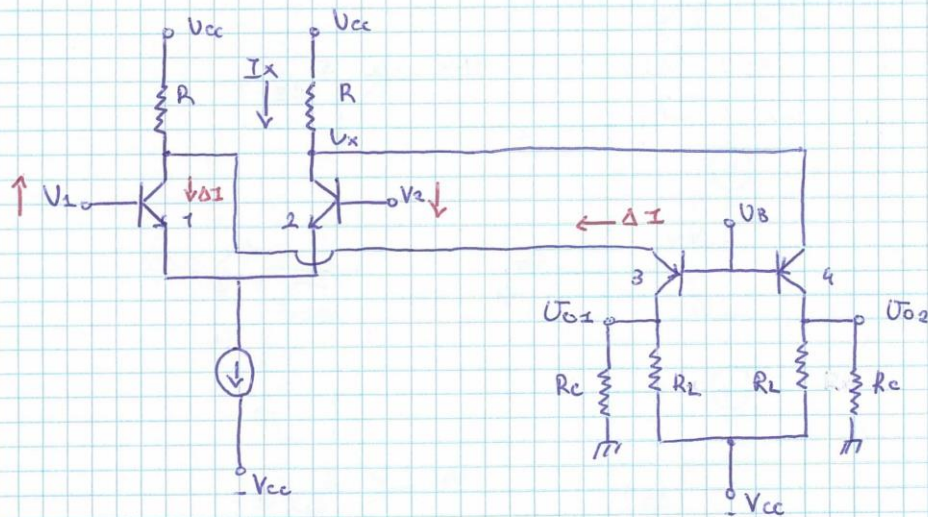 Vcc
Vcc
Ix
R
R
Vx
V1
ΔI
V2
1
2
ΔI
VB
3
4
Vo1
Vo2
Rc
RL
RL
Rc
-Vcc
-Vcc